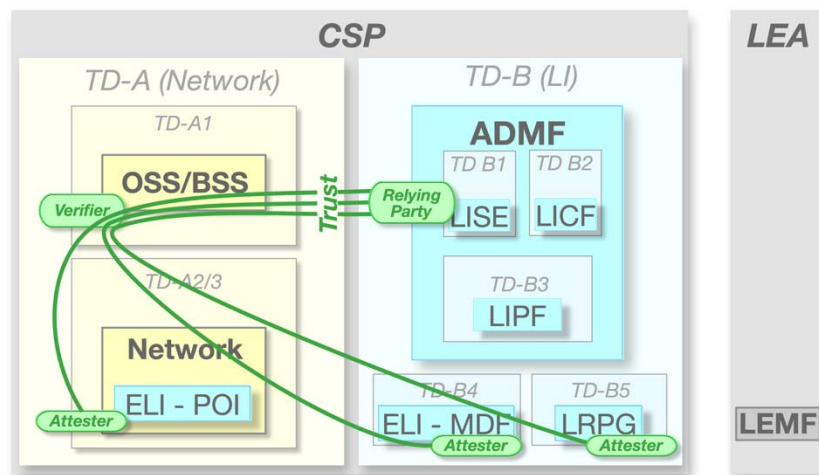 CSP
LEA
TD-A (Network)
TD-B (LI)
TD-A1
ADMF
OSS/BSS
TD B1
TD B2
Verifier
Trust
Relying
Party
LISE
LICF
TD-A2/3
TD-B3
LIPF
Network
ELI - POI
Attester
TD-B4
TD-B5
ELI - MDF
LRPG
Attester
Attester
LEMF